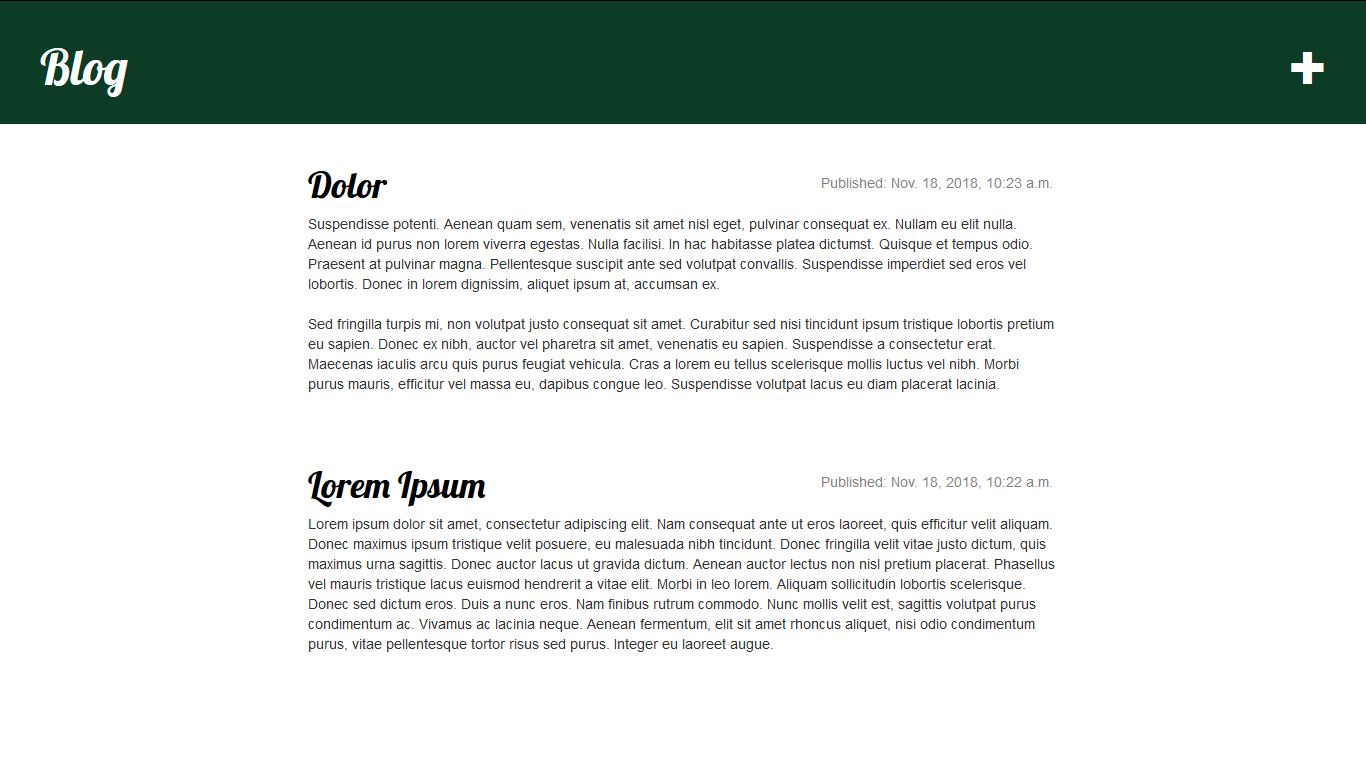 Blog
Dolor
Published: Nov. 18, 2018, 10:23 a.m.
Suspendisse potenti. Aenean quam sem, venenatis sit amet nisl eget, pulvinar consequat ex. Nullam eu elit nulla.
Aenean id purus non lorem viverra egestas. Nulla facilisi. In hac habitasse platea dictumst. Quisque et tempus odio.
Praesent at pulvinar magna. Pellentesque suscipit ante sed volutpat convallis. Suspendisse imperdiet sed eros vel
lobortis. Donec in lorem dignissim, aliquet ipsum at, accumsan ex.
Sed fringilla turpis mi, non volutpat justo consequat sit amet. Curabitur sed nisi tincidunt ipsum tristique lobortis pretium
eu sapien. Donec ex nibh, auctor vel pharetra sit amet, venenatis eu sapien. Suspendisse a consectetur erat.
Maecenas iaculis arcu quis purus feugiat vehicula. Cras a lorem eu tellus scelerisque mollis luctus vel nibh. Morbi
purus mauris, efficitur vel massa eu, dapibus congue leo. Suspendisse volutpat lacus eu diam placerat lacinia.
Lorem Ipsum
Published: Nov. 18, 2018, 10:22 a.m.
Lorem ipsum dolor sit amet, consectetur adipiscing elit. Nam consequat ante ut eros laoreet, quis efficitur velit aliquam.
Donec maximus ipsum tristique velit posuere, eu malesuada nibh tincidunt. Donec fringilla velit vitae justo dictum, quis
maximus urna sagittis. Donec auctor lacus ut gravida dictum. Aenean auctor lectus non nisl pretium placerat. Phasellus
vel mauris tristique lacus euismod hendrerit a vitae elit. Morbi in leo lorem. Aliquam sollicitudin lobortis scelerisque.
Donec sed dictum eros. Duis a nunc eros. Nam finibus rutrum commodo. Nunc mollis velit est, sagittis volutpat purus
condimentum ac. Vivamus ac lacinia neque. Aenean fermentum, elit sit amet rhoncus aliquet, nisi odio condimentum
purus, vitae pellentesque tortor risus sed purus. Integer eu laoreet augue.